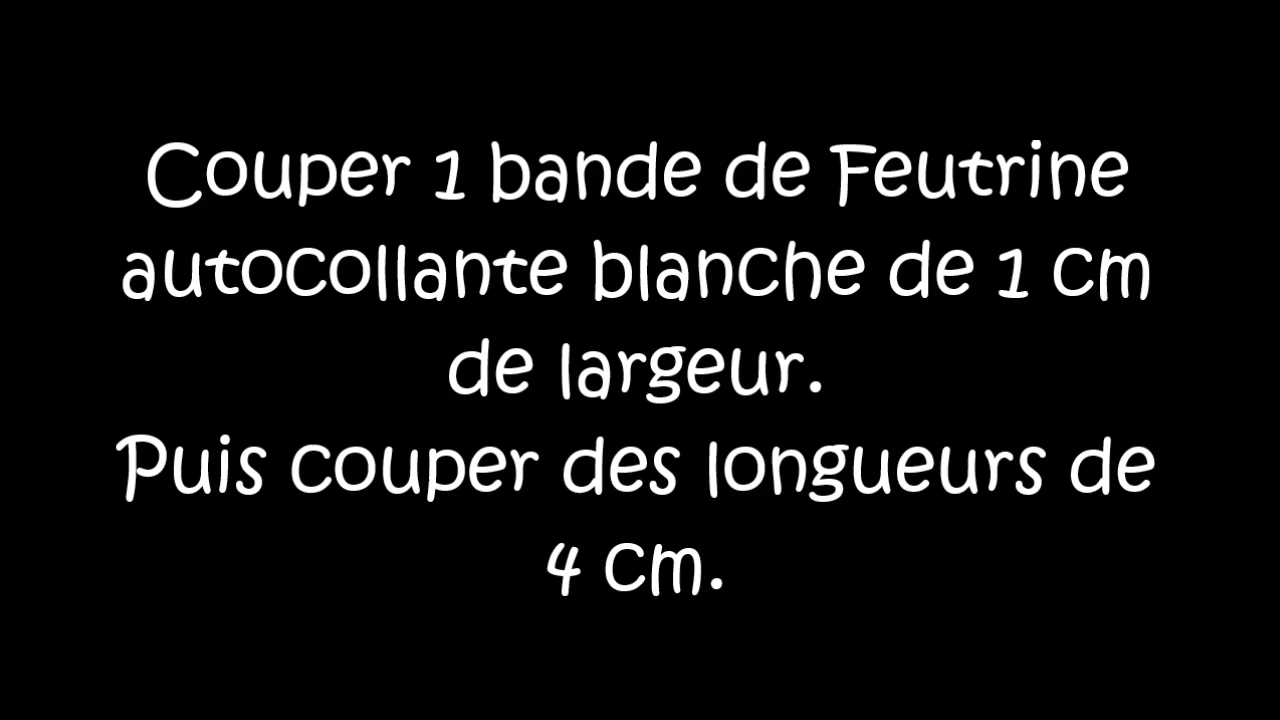 Couper 1 bande de Feutrine
autocollante blanche de 1 cm
de largeur.
Puis couper des longueurs de
4 cm.